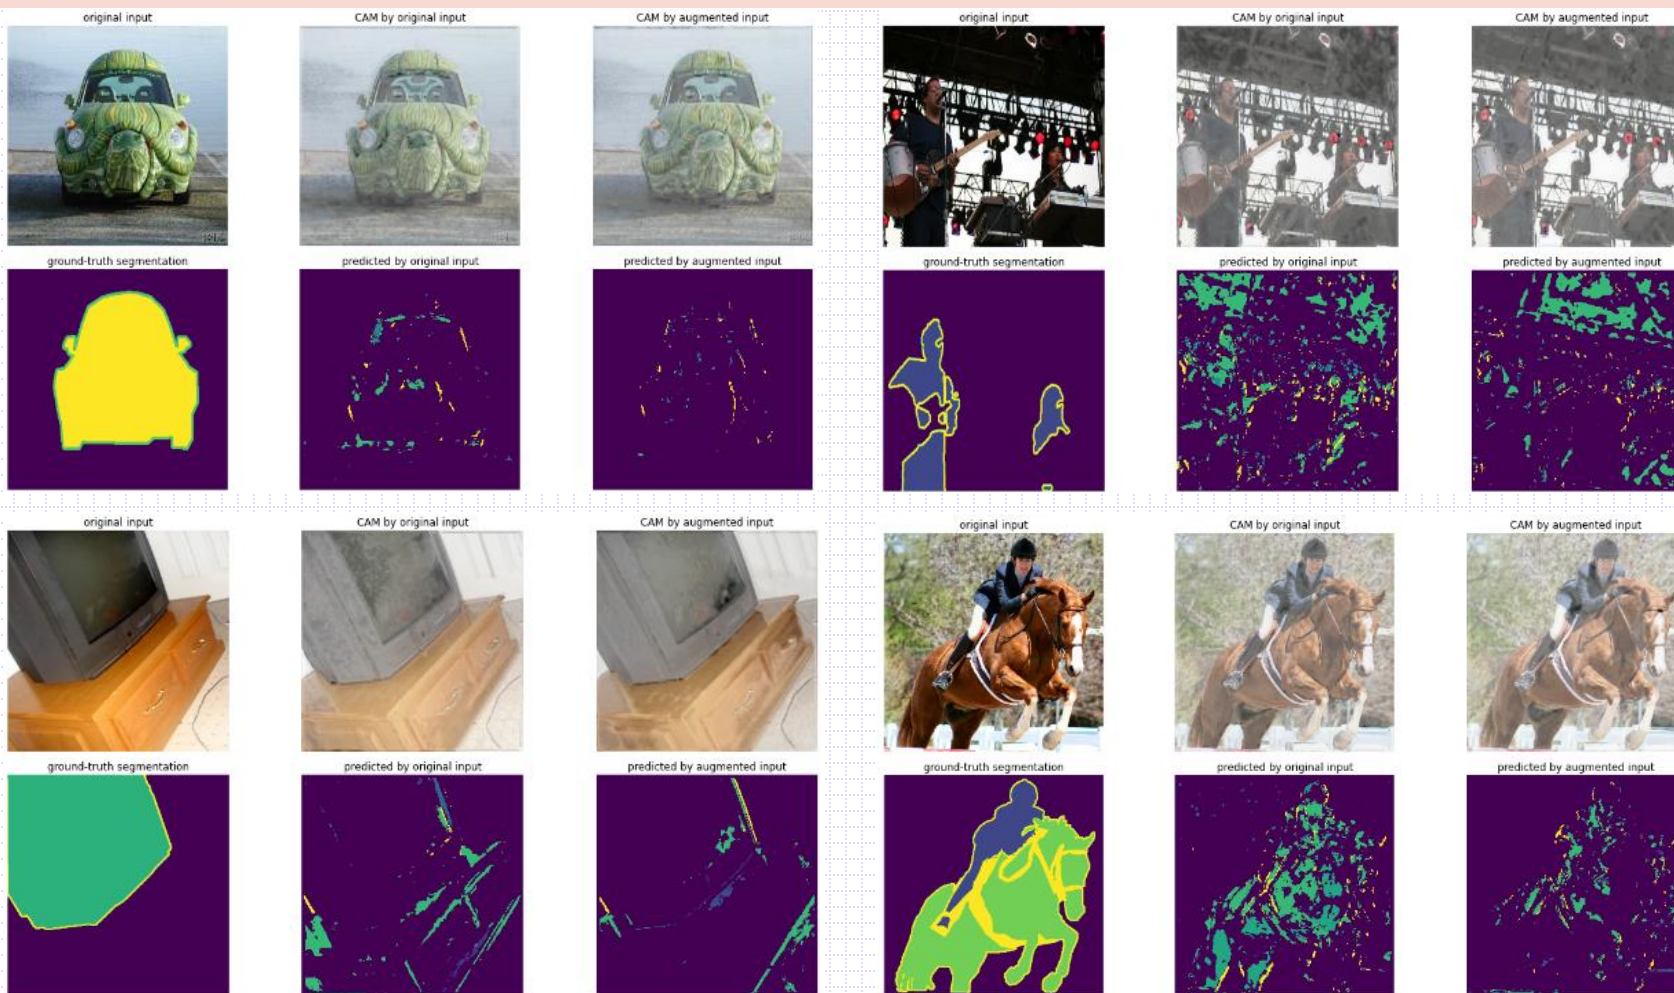 original input
CAM by original input
CAM by augmented input
ground-truth segmentation
predicted by original input
predicted by augmented input
original input
CAM by original input
CAM by augmented input
ground-truth segmentation
predicted by original input
predicted by augmented input
original input
CAM by original input
CAM by augmented input
ground-truth segmentation
predicted by original input
predicted by augmented input
original input
CAM by original input
CAM by augmented input
ground-truth segmentation
predicted by original input
predicted by augmented input